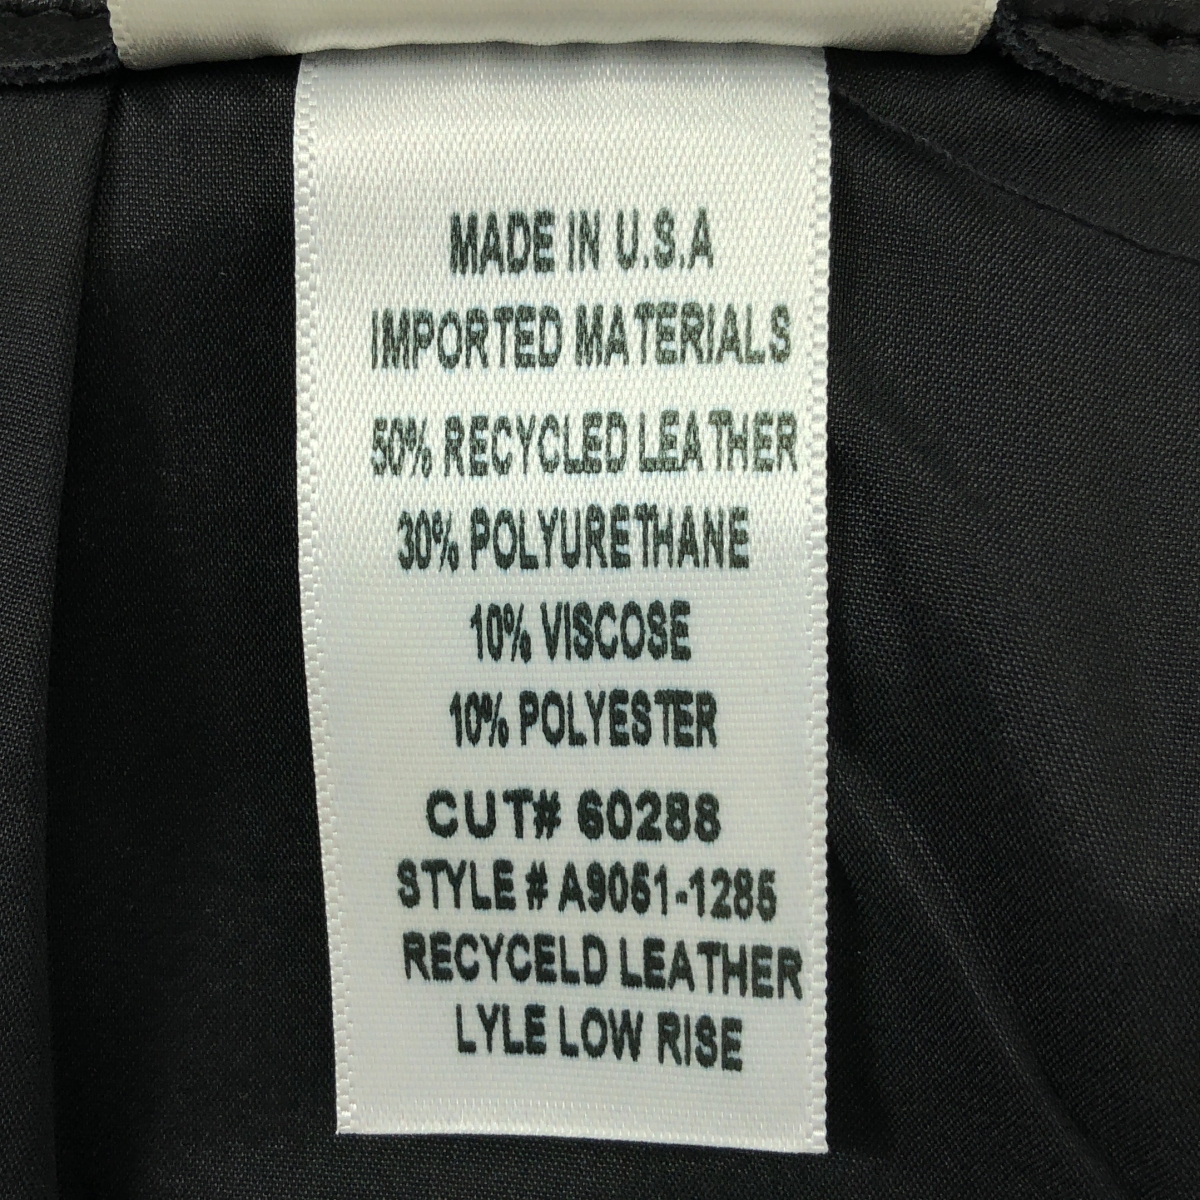 MADE IN U.S.A
IMPORTED MATERIALS
50% RECYCLED LEATHER
30% POLYURETHANE
10% VISCOSE
10% POLYESTER
CUT# 60288
STYLE # A9051-1285
RECYCELD LEATHER
LYLE LOW RISE